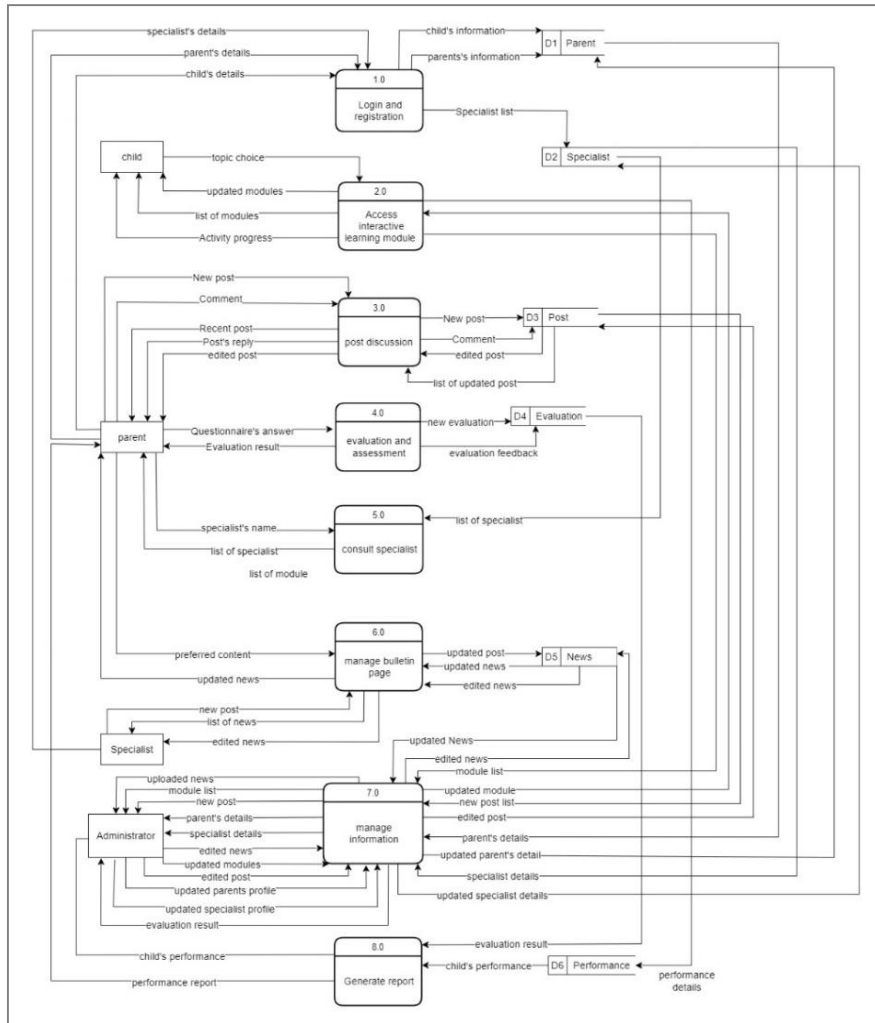 specialist's details
child's information
D1 Parent
parent's details
parents's information
child's details
1.0
Login and
registration
Specialist list
D2 Specialist
child
topic choice
updated modules
list of modules
Activity progress
2.0
Access
interactive
learning module
New post
Comment
Recent post
Post's reply
edited post
3.0
post discussion
New post
Comment
edited post
list of updated post
D3 Post
parent
Questionnaire's answer
Evaluation result
4.0
evaluation and
assessment
new evaluation
evaluation feedback
D4 Evaluation
specialist's name
list of specialist
list of module
5.0
consult specialist
list of specialist
preferred content
updated news
6.0
manage bulletin
page
updated post
updated news
edited news
D5 News
new post
list of news
edited news
Specialist
updated News
edited news
module list
updated module
new post list
edited post
parent's details
updated parent's detail
specialist details
updated specialist details
uploaded news
module list
new post
parent's details
specialist details
edited news
updated modules
edited post
updated parents profile
updated specialist profile
evaluation result
Administrator
7.0
manage
information
child's performance
performance report
8.0
Generate report
evaluation result
child's performance
D6 Performance
performance
details